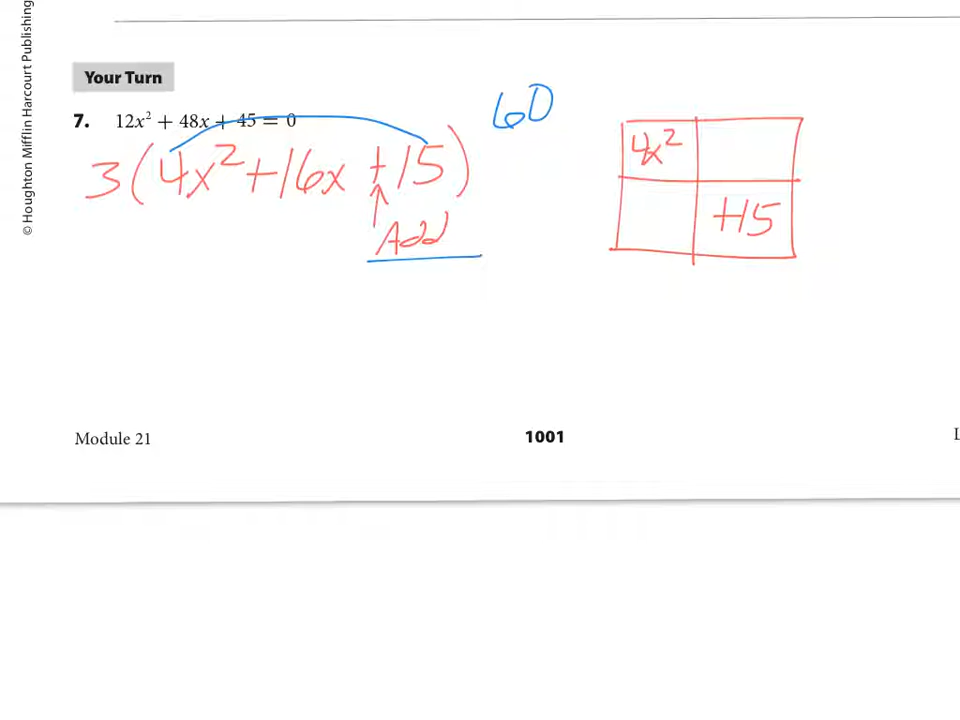 © Houghton Mifflin Harcourt Publishing
Your Turn
7. 12x² + 48x + 45 = 0
60
3(4x²+16x+15)
Add
4x²
+15
Module 21
1001
L